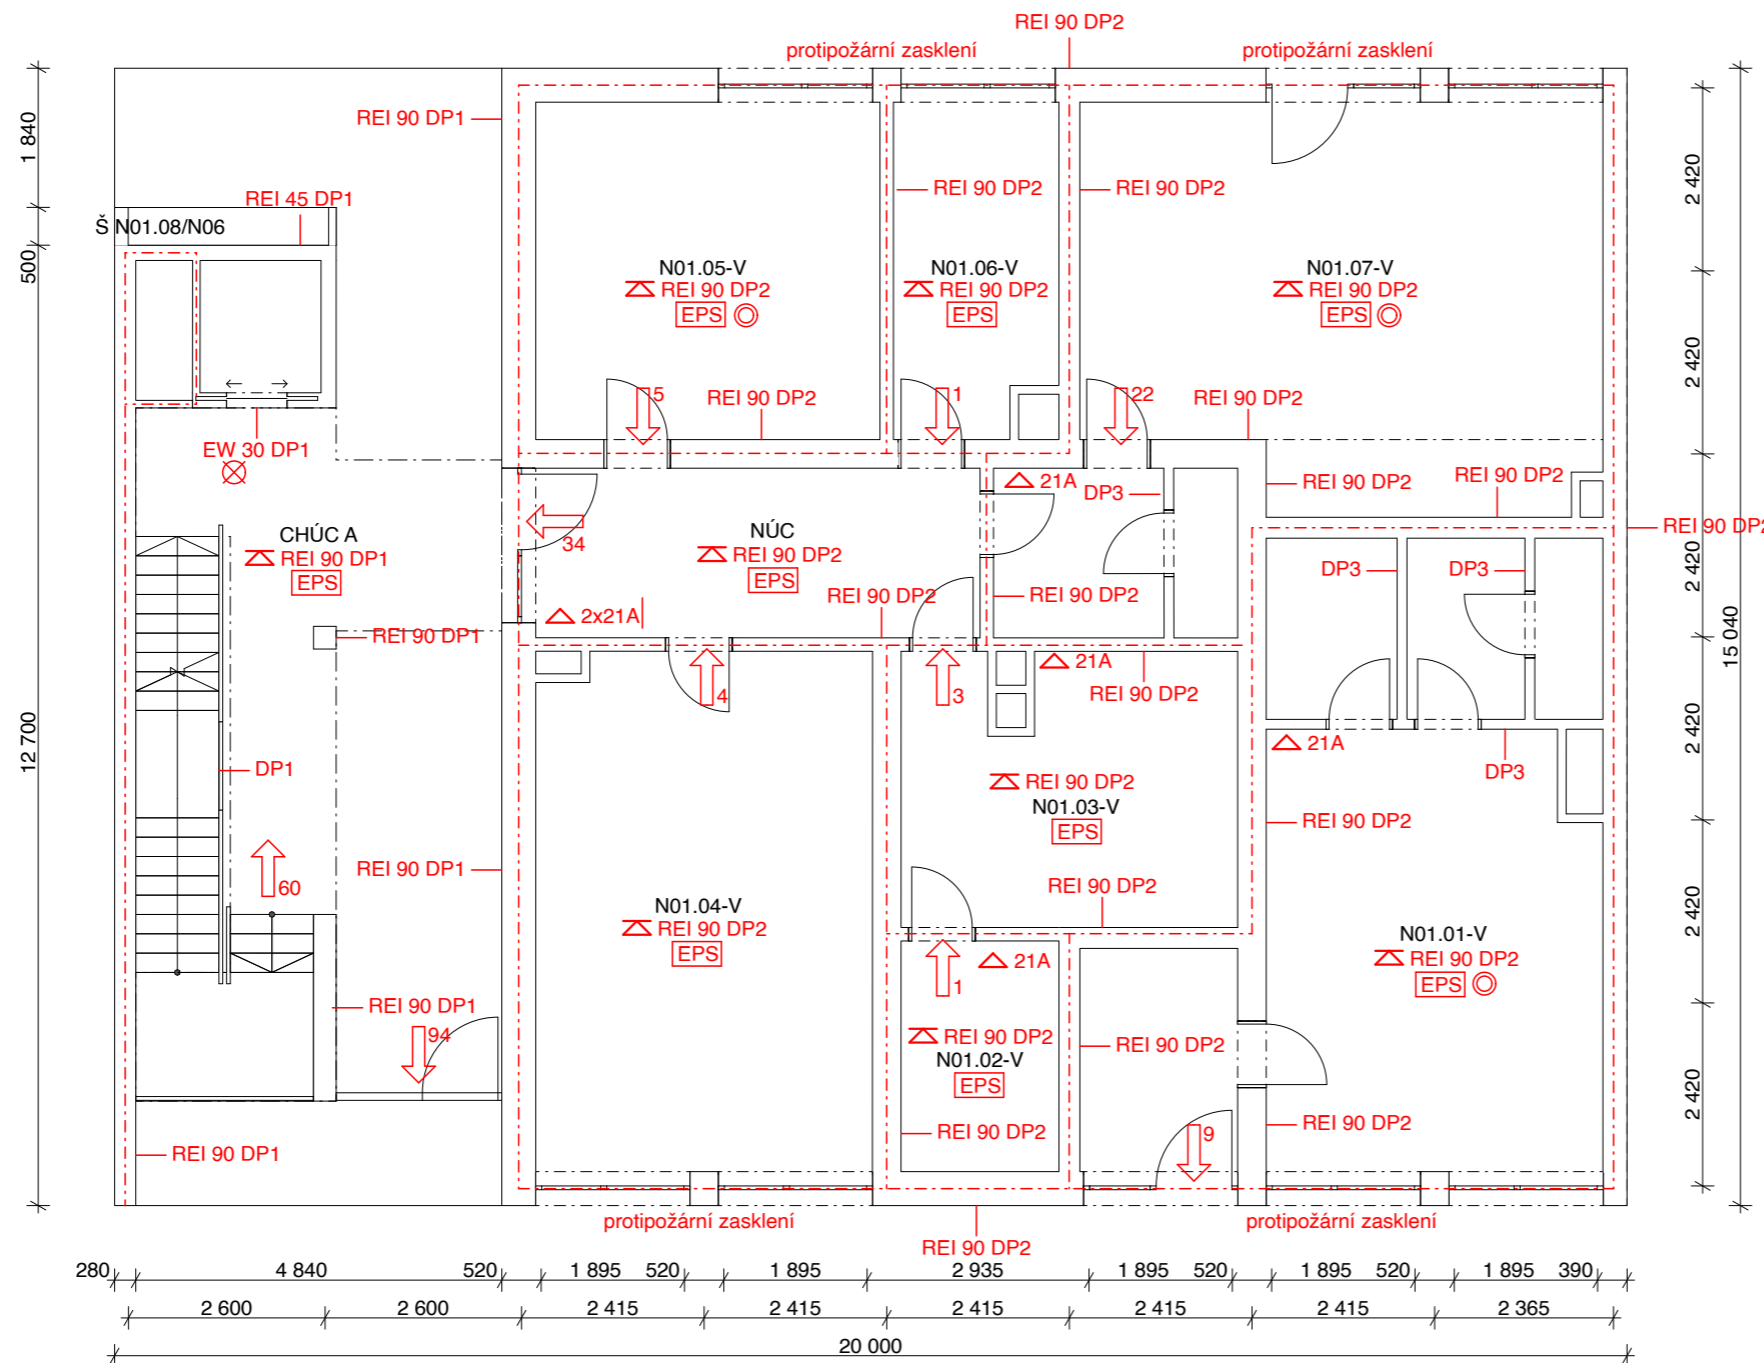 REI 90 DP2
protipožární zasklení
protipožární zasklení
REI 90 DP1
1 840
REI 90 DP2
REI 90 DP2
2 420
REI 45 DP1
Š N01.08/N06
500
N01.05-V
REI 90 DP2
EPS
N01.06-V
REI 90 DP2
EPS
N01.07-V
REI 90 DP2
EPS
2 420
5
1
22
REI 90 DP2
REI 90 DP2
EW 30 DP1
21A
DP3
REI 90 DP2
REI 90 DP2
CHÚC A
REI 90 DP1
EPS
34
NÚC
REI 90 DP2
EPS
REI 90 DP2
2 420
DP3
DP3
REI 90 DP2
REI 90 DP2
2x21A
REI 90 DP1
15 040
21A
REI 90 DP2
4
3
12 700
2 420
21A
DP1
DP3
REI 90 DP2
N01.03-V
EPS
REI 90 DP2
60
REI 90 DP1
REI 90 DP2
2 420
N01.04-V
REI 90 DP2
EPS
N01.01-V
REI 90 DP2
EPS
21A
1
REI 90 DP1
94
REI 90 DP2
N01.02-V
EPS
REI 90 DP2
2 420
REI 90 DP2
9
REI 90 DP2
REI 90 DP1
protipožární zasklení
protipožární zasklení
REI 90 DP2
280 4 840 520 1 895 520 1 895 2 935 1 895 520 1 895 520 1 895 390
2 600 2 600 2 415 2 415 2 415 2 415 2 415 2 365
20 000